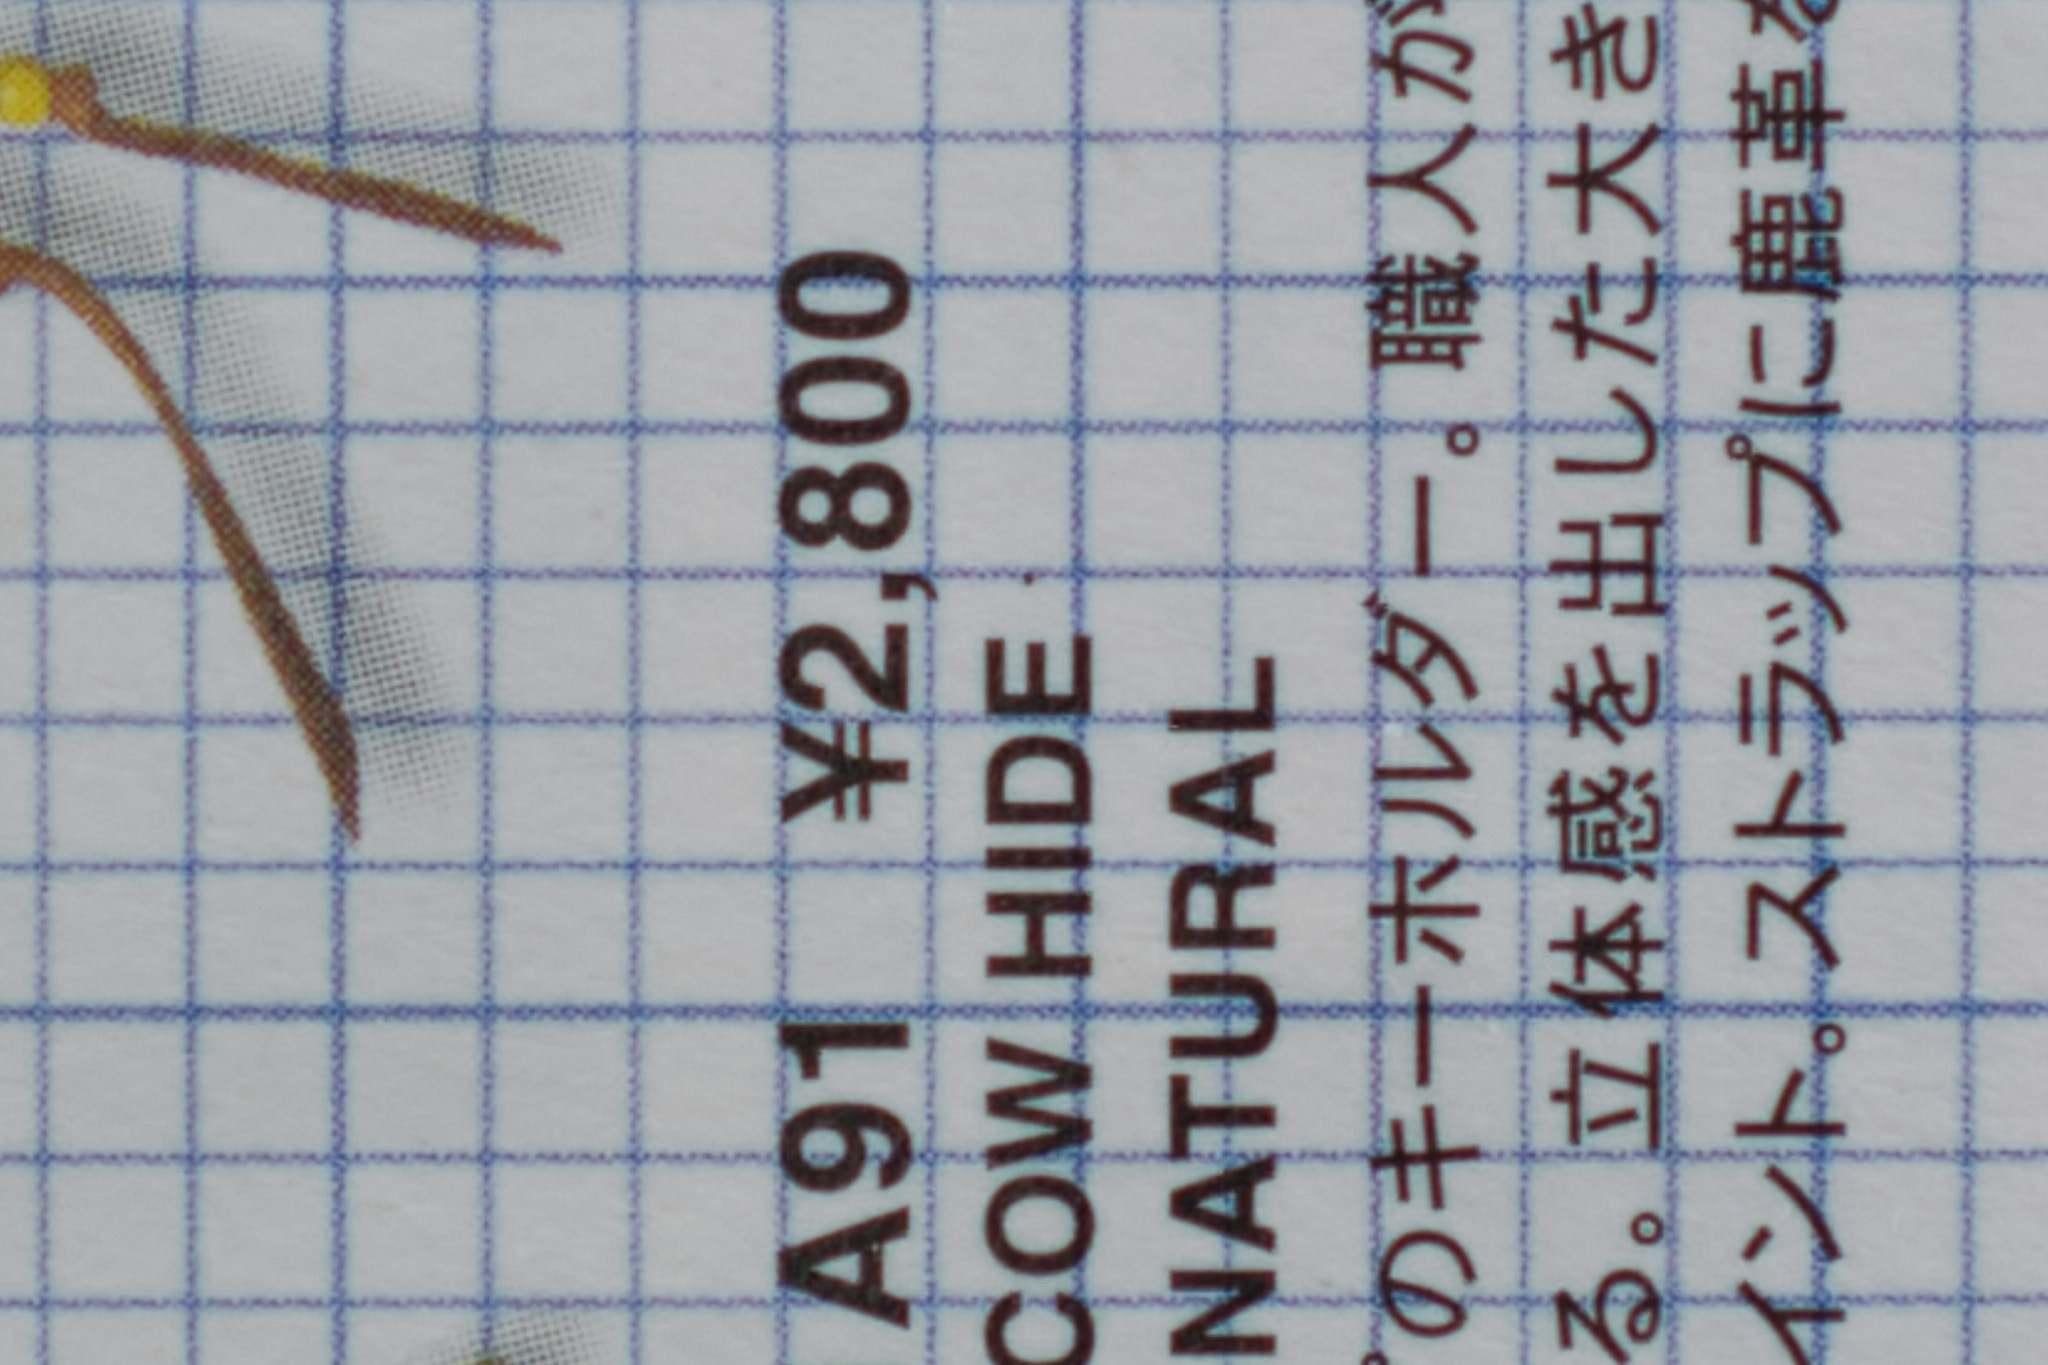 A91 ¥2,800
COW HIDE
NATURAL
のキーホルダー。職人が
る。立体感を出した大き
イント。ストラップに鹿革を